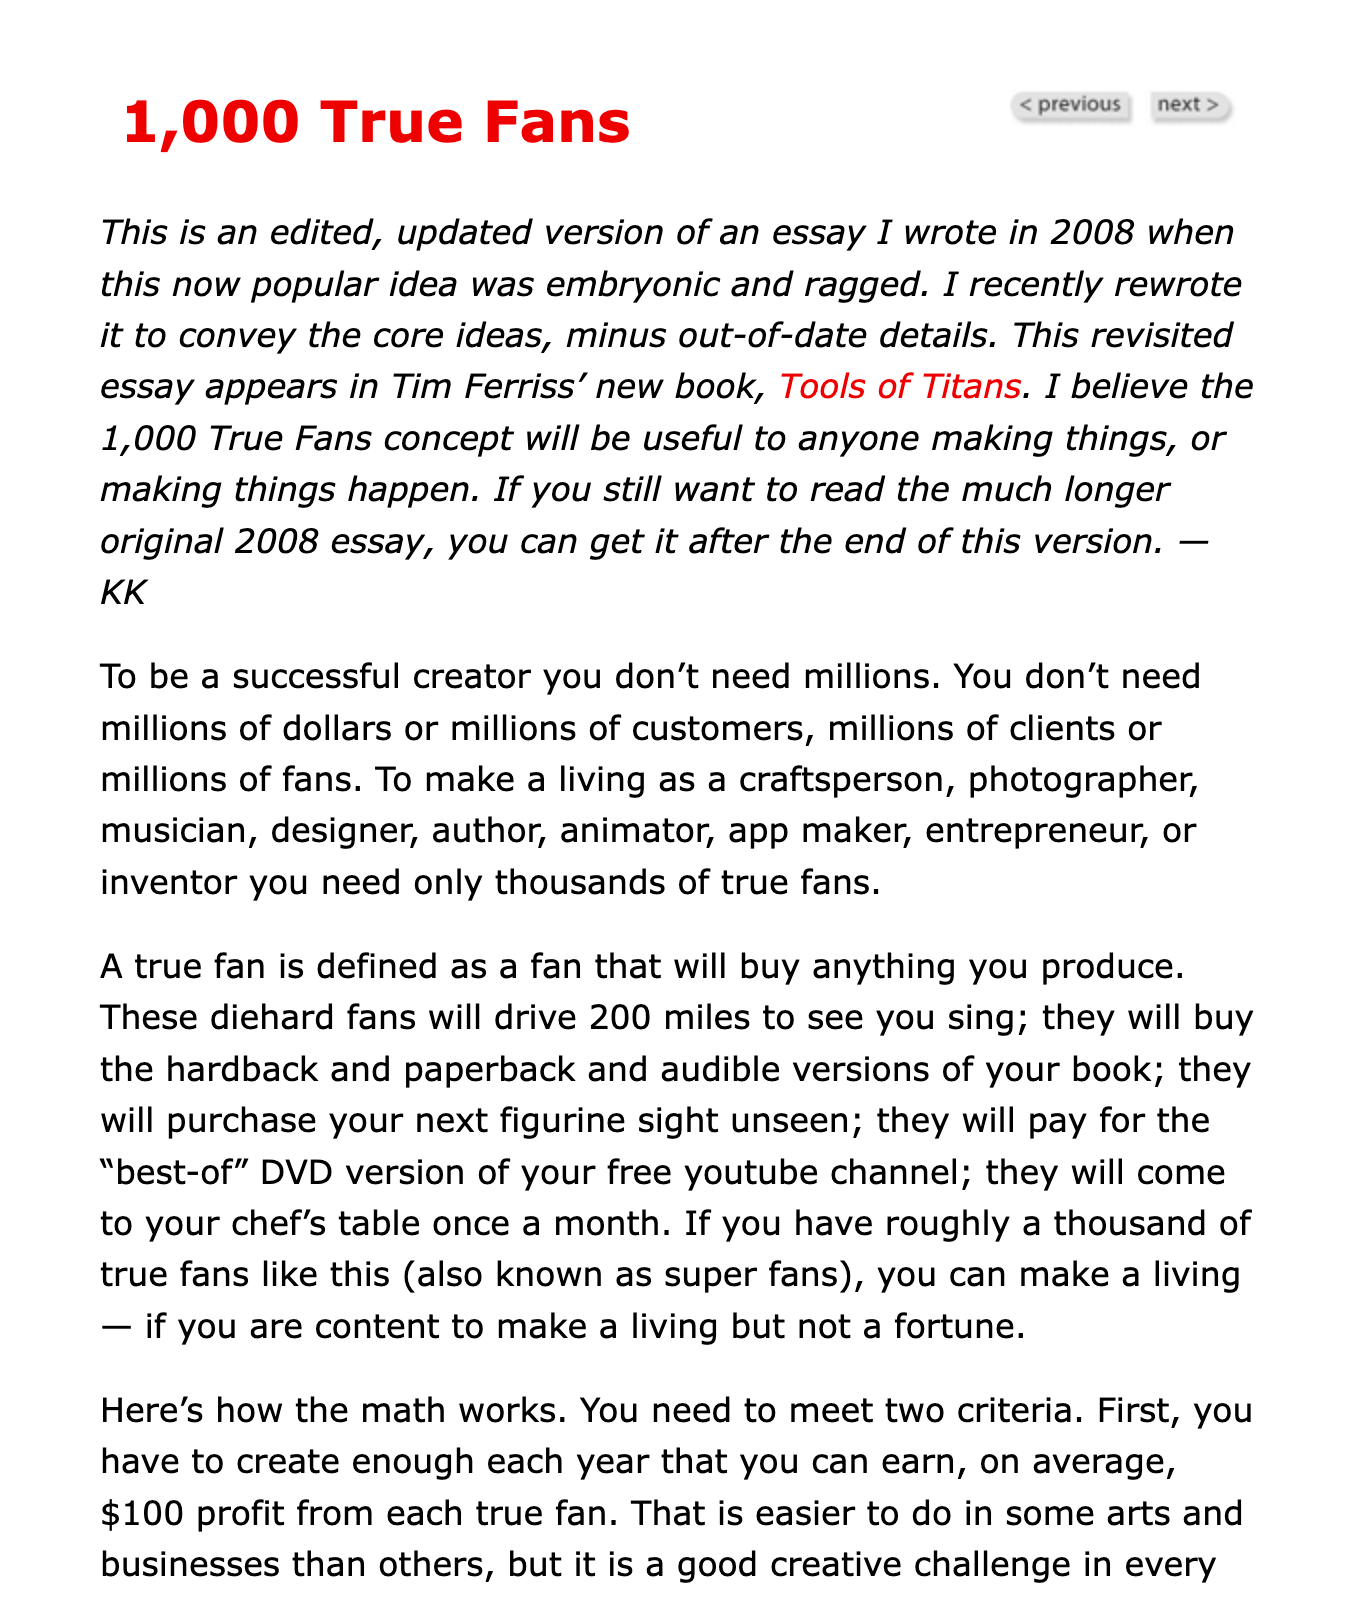 1,000 True Fans
< previous
next >
This is an edited, updated version of an essay I wrote in 2008 when
this now popular idea was embryonic and ragged. I recently rewrote
it to convey the core ideas, minus out-of-date details. This revisited
essay appears in Tim Ferriss’ new book, Tools of Titans. I believe the
1,000 True Fans concept will be useful to anyone making things, or
making things happen. If you still want to read the much longer
original 2008 essay, you can get it after the end of this version. —
KK
To be a successful creator you don’t need millions. You don’t need
millions of dollars or millions of customers, millions of clients or
millions of fans. To make a living as a craftsperson, photographer,
musician, designer, author, animator, app maker, entrepreneur, or
inventor you need only thousands of true fans.
A true fan is defined as a fan that will buy anything you produce.
These diehard fans will drive 200 miles to see you sing; they will buy
the hardback and paperback and audible versions of your book; they
will purchase your next figurine sight unseen; they will pay for the
“best-of” DVD version of your free youtube channel; they will come
to your chef’s table once a month. If you have roughly a thousand of
true fans like this (also known as super fans), you can make a living
— if you are content to make a living but not a fortune.
Here’s how the math works. You need to meet two criteria. First, you
have to create enough each year that you can earn, on average,
$100 profit from each true fan. That is easier to do in some arts and
businesses than others, but it is a good creative challenge in every